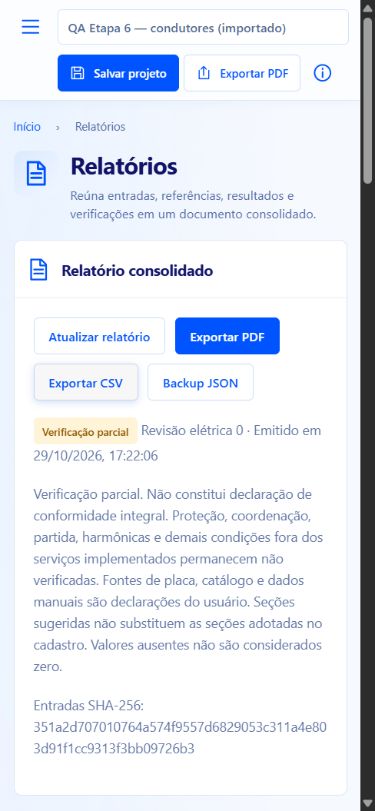 QA Etapa 6 — condutores (importado)
Salvar projeto
Exportar PDF
Início › Relatórios
Relatórios
Reúna entradas, referências, resultados e
verificações em um documento consolidado.
Relatório consolidado
Atualizar relatório
Exportar PDF
Exportar CSV
Backup JSON
Verificação parcial Revisão elétrica 0 · Emitido em
29/10/2026, 17:22:06
Verificação parcial. Não constitui declaração de
conformidade integral. Proteção, coordenação,
partida, harmônicas e demais condições fora dos
serviços implementados permanecem não
verificadas. Fontes de placa, catálogo e dados
manuais são declarações do usuário. Seções
sugeridas não substituem as seções adotadas no
cadastro. Valores ausentes não são considerados
zero.
Entradas SHA-256:
351a2d707010764a574f9557d6829053c311a4e80
3d91f1cc9313f3bb09726b3